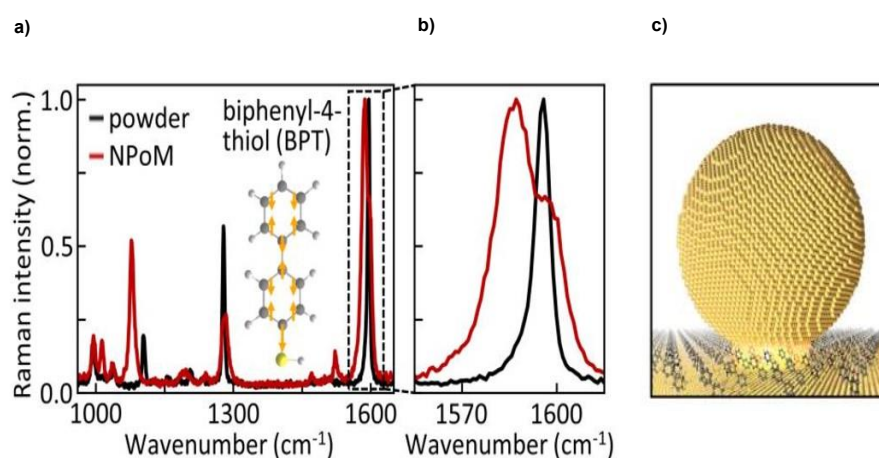 a)
b)
c)
Raman intensity (norm.)
1.0
0.5
0.0
powder
NPoM
biphenyl-4-
thiol (BPT)
1000
1300
1600
Wavenumber (cm⁻¹)
1570
1600
Wavenumber (cm⁻¹)